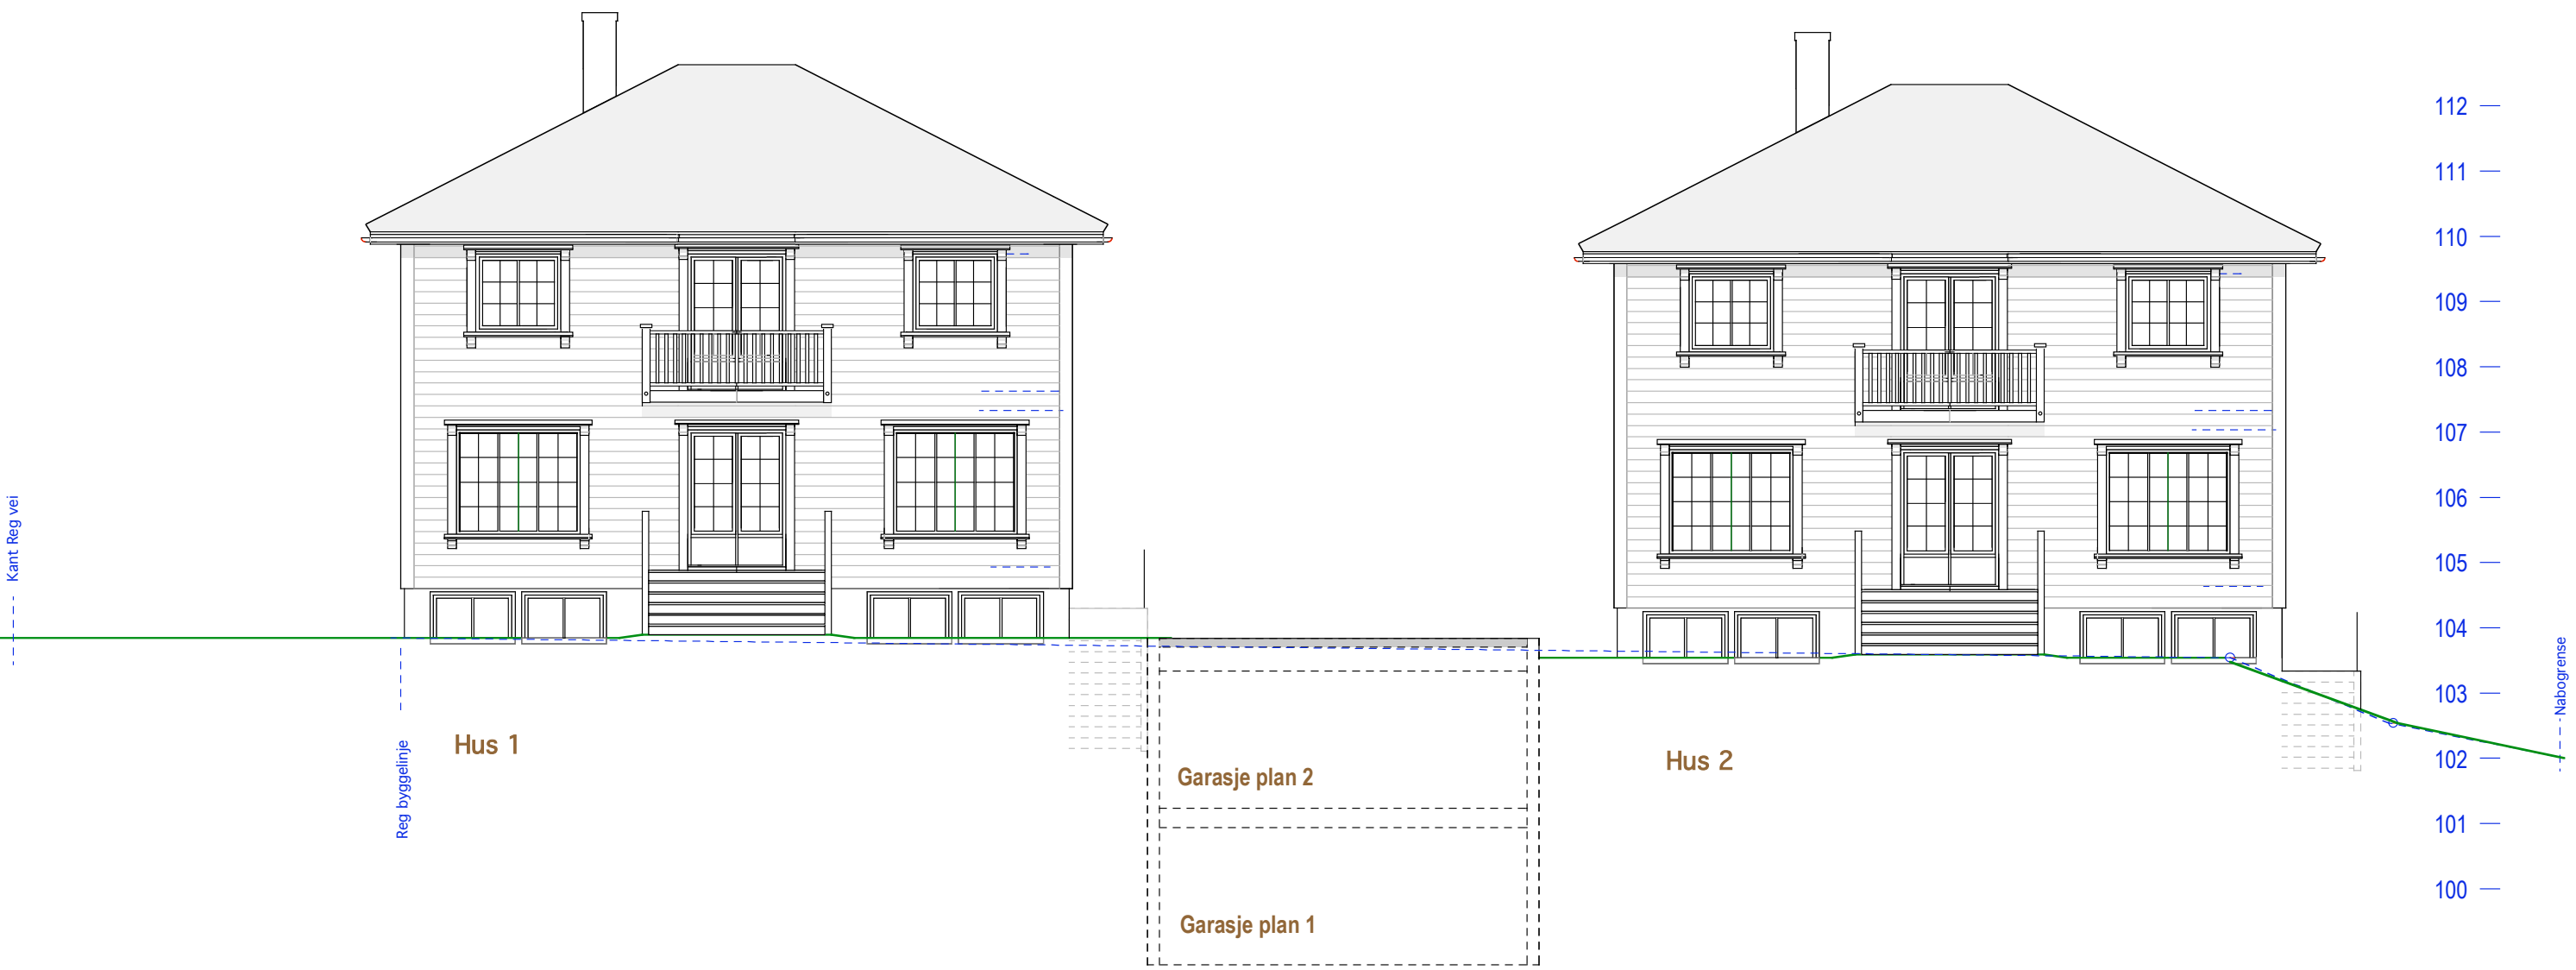 Kant Reg vei
Reg byggelinje
Hus 1
Garasje plan 2
Garasje plan 1
Hus 2
112
111
110
109
108
107
106
105
104
103
102
101
100
Nabogrense